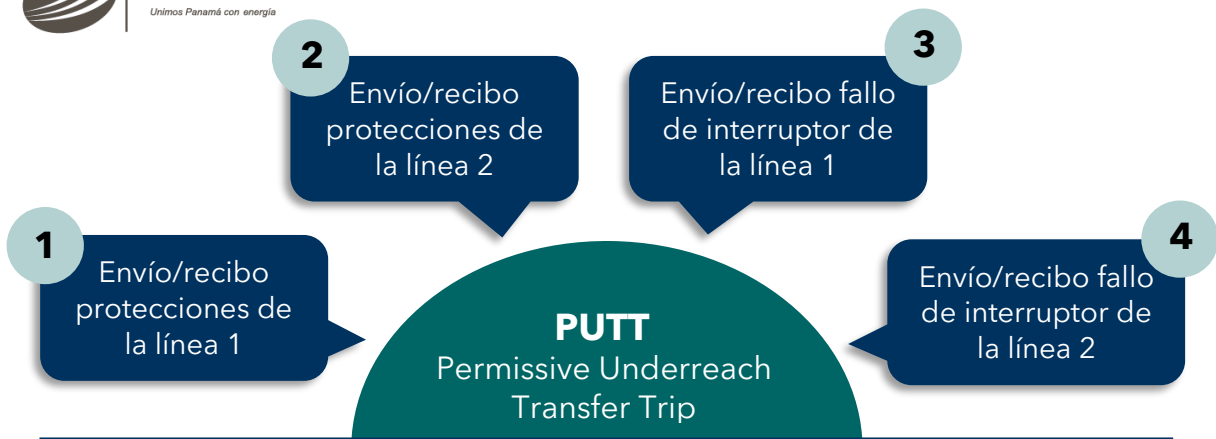 Unimos Panamá con energía
1
Envío/recibo
protecciones de
la línea 1
2
Envío/recibo
protecciones de
la línea 2
3
Envío/recibo fallo
de interruptor de
la línea 1
4
Envío/recibo fallo
de interruptor de
la línea 2
PUTT
Permissive Underreach
Transfer Trip